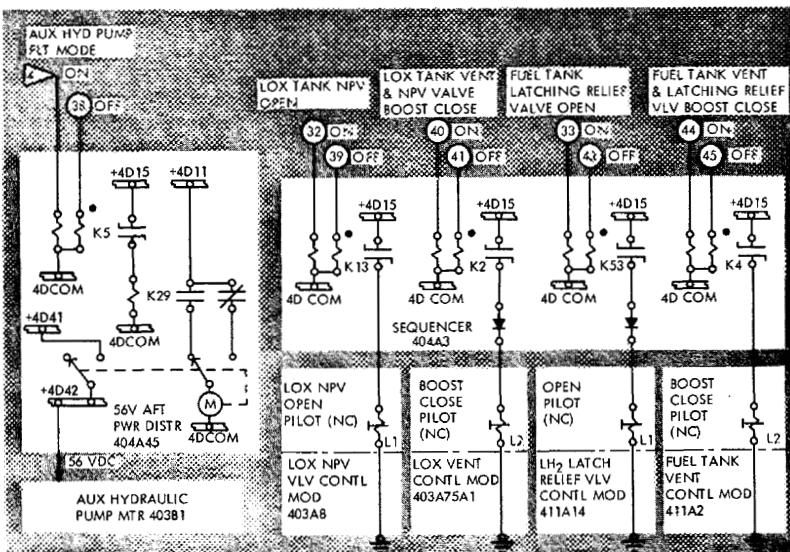 AUX HYD PUMP
FLT MODE
4 ON
38 OFF
LOX TANK NPV
OPEN
32 ON
39 OFF
LOX TANK VENT
& NPV VALVE
BOOST CLOSE
40 ON
41 OFF
FUEL TANK
LATCHING RELIEF
VALVE OPEN
33 ON
OFF
FUEL TANK VENT
& LATCHING RELIEF
VLV BOOST CLOSE
44 ON
45 OFF
+4D15
+4D11
K5
4DCOM
K29
4DCOM
+4D41
+4D42
M
4DCOM
56V AFT
PWR DISTR
404A45
56 VDC
AUX HYDRAULIC
PUMP MTR 403B1
+4D15
K13
4D COM
+4D15
K2
4D COM
+4D15
K53
4D COM
+4D15
K4
4D COM
SEQUENCER
404A3
LOX NPV
OPEN
PILOT (NC)
L1
LOX NPV
VLV CONTL
MOD
403A8
BOOST
CLOSE
PILOT
(NC)
L2
LOX VENT
CONTL MOD
403A75A1
OPEN
PILOT (NC)
L1
LH2 LATCH
RELIEF VLV
CONTL MOD
411A14
BOOST
CLOSE
PILOT
(NC)
L2
FUEL TANK
VENT
CONTL MOD
411A2